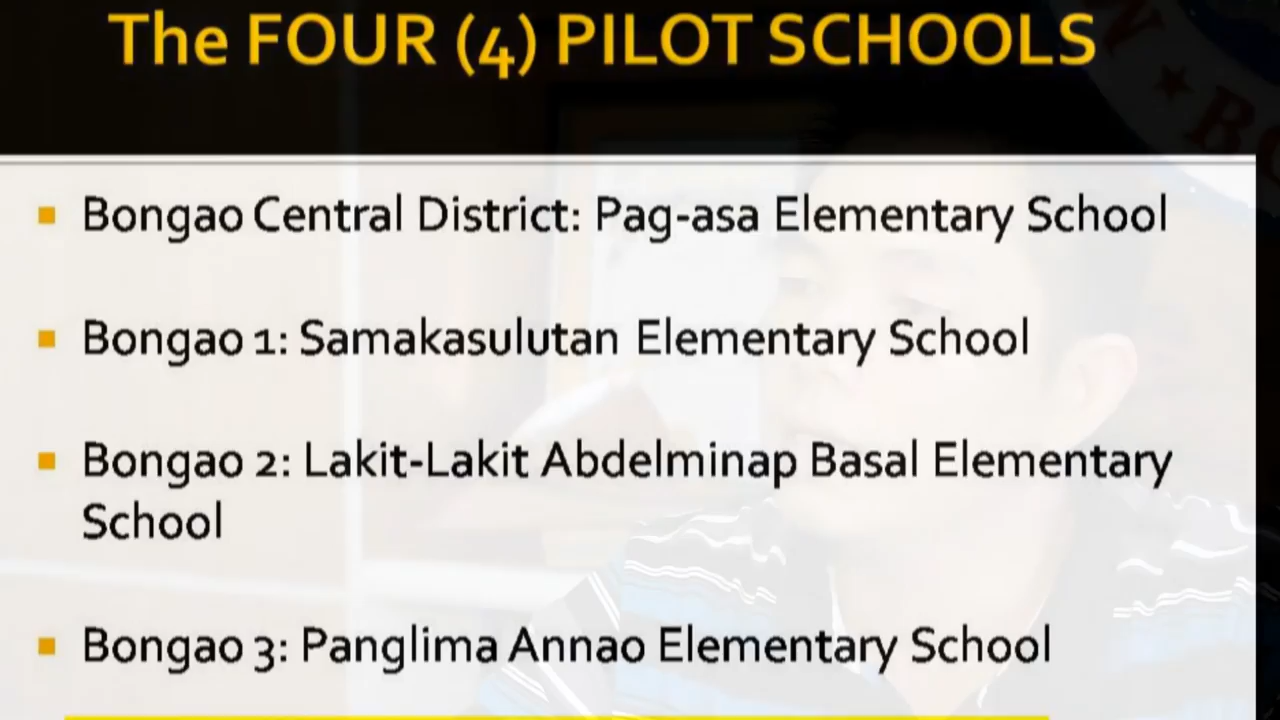 The FOUR (4) PILOT SCHOOLS
Bongao Central District: Pag-asa Elementary School
Bongao 1: Samakasulutan Elementary School
Bongao 2: Lakit-Lakit Abdelminap Basal Elementary
School
Bongao 3: Panglima Annao Elementary School